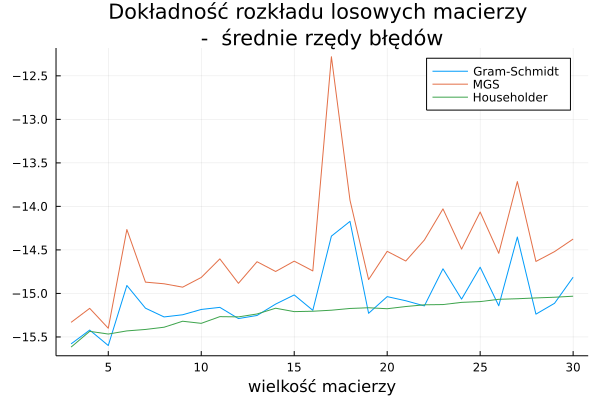 Dokładność rozkładu losowych macierzy
- średnie rzędy błędów
Gram-Schmidt
MGS
Householder
−12.5
−13.0
−13.5
−14.0
−14.5
−15.0
−15.5
5
10
15
20
25
30
wielkość macierzy